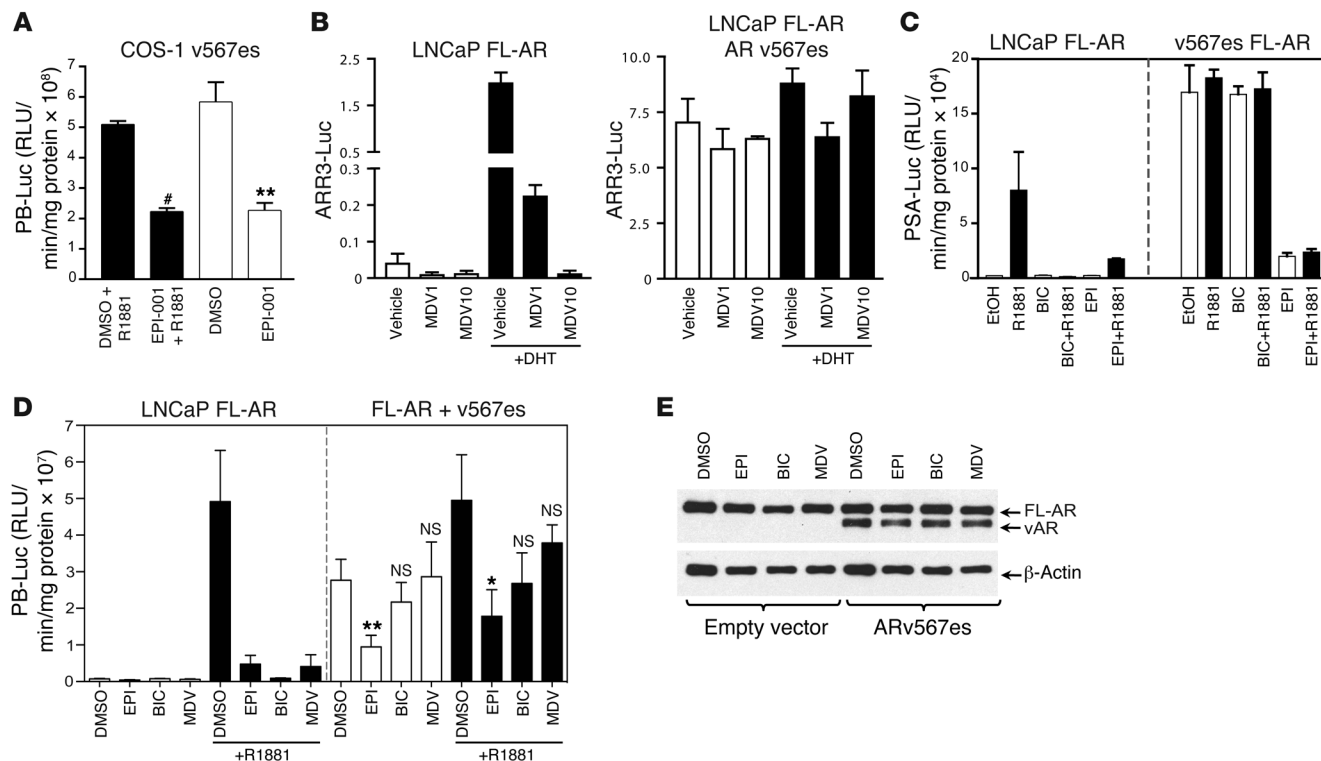 A
COS-1 v567es
PB-Luc (RLU/
min/mg protein × 10⁸)
8
7
6
5
4
3
2
1
0
DMSO +
R1881
EPI-001
+ R1881
DMSO
EPI-001
#
**
B
LNCaP FL-AR
ARR3-Luc
2.5
1.5
0.5
0.3
0.2
0.1
0
Vehicle
MDV1
MDV10
Vehicle
MDV1
MDV10
+DHT
LNCaP FL-AR
AR v567es
ARR3-Luc
10.0
7.5
5.0
2.5
0
Vehicle
MDV1
MDV10
Vehicle
MDV1
MDV10
+DHT
C
LNCaP FL-AR
v567es FL-AR
PSA-Luc (RLU/
min/mg protein × 10⁴)
20
15
10
5
0
EtOH
R1881
BIC
BIC+R1881
EPI
EPI+R1881
EtOH
R1881
BIC
BIC+R1881
EPI
EPI+R1881
D
LNCaP FL-AR
FL-AR + v567es
PB-Luc (RLU/
min/mg protein × 10⁷)
7
6
5
4
3
2
1
0
**
NS
NS
*
NS
NS
DMSO
EPI
BIC
MDV
DMSO
EPI
BIC
MDV
DMSO
EPI
BIC
MDV
DMSO
EPI
BIC
MDV
+R1881
+R1881
E
DMSO
EPI
BIC
MDV
DMSO
EPI
BIC
MDV
FL-AR
vAR
β-Actin
Empty vector
ARv567es